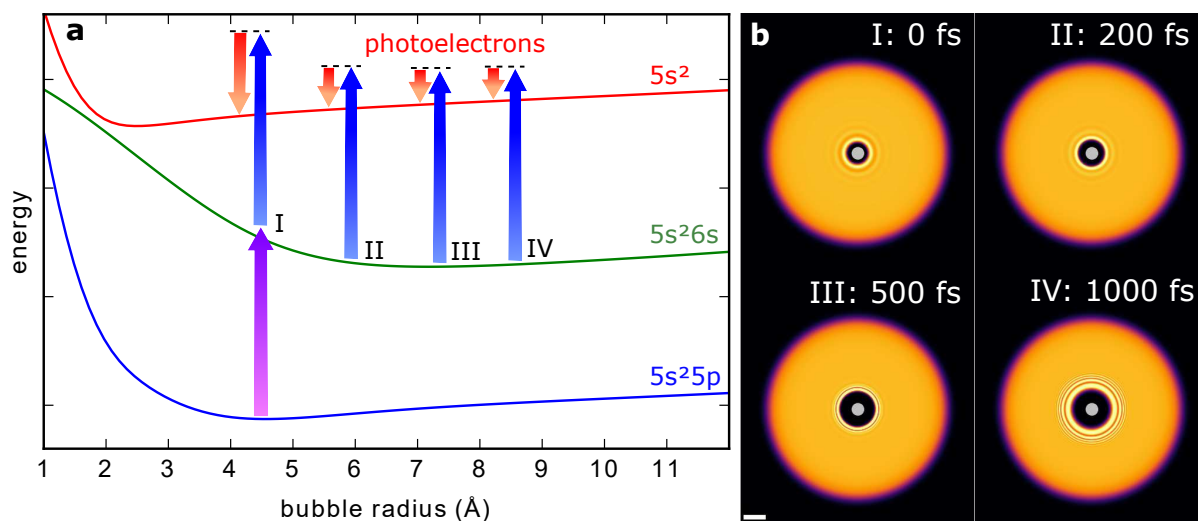 a
photoelectrons
5s²
I
II
III
IV
5s²6s
5s²5p
energy
1 2 3 4 5 6 7 8 9 10 11
bubble radius (Å)
b
I: 0 fs
II: 200 fs
III: 500 fs
IV: 1000 fs